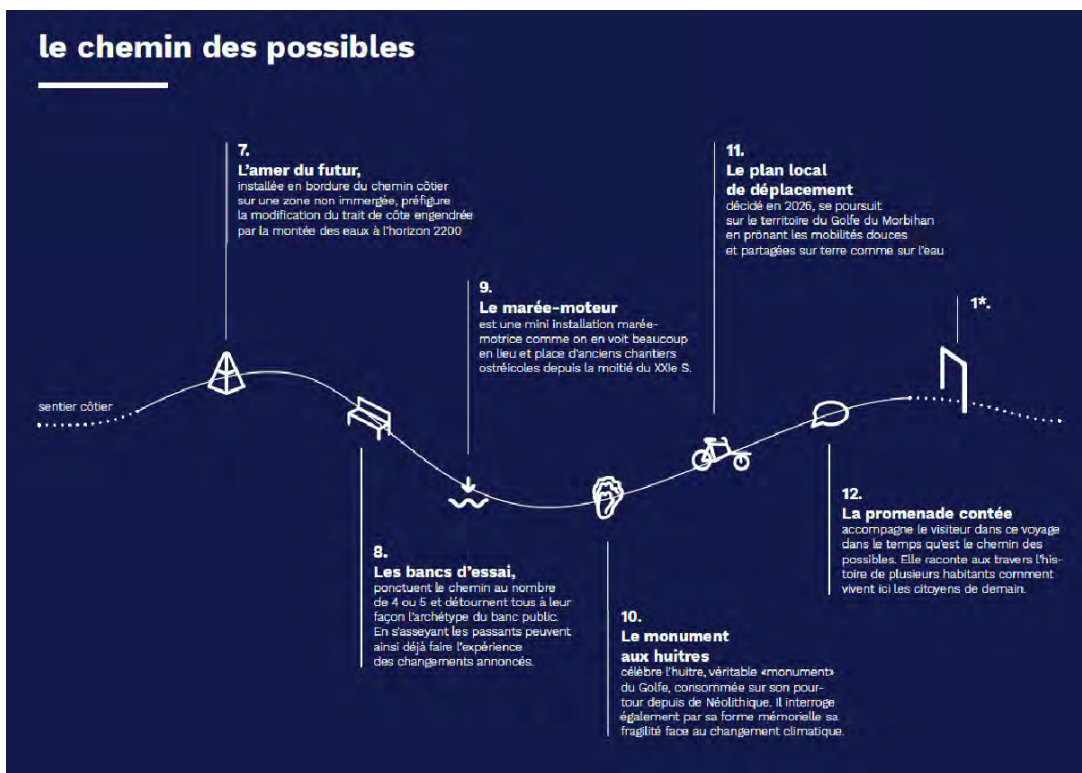 le chemin des possibles
7.
L'amer du futur,
installée en bordure du chemin côtier
sur une zone non immergée, préfigure
la modification du trait de côte engendrée
par la montée des eaux à l'horizon 2200
11.
Le plan local
de déplacement
décidé en 2026, se poursuit
sur le territoire du Golfe du Morbihan
en prônant les mobilités douces
et partagées sur terre comme sur l'eau
9.
Le marée-moteur
est une mini installation marée-
motrice comme on en voit beaucoup
en lieu et place d'anciens chantiers
ostréicoles depuis la moitié du XXIe S.
1*.
sentier côtier
8.
Les bancs d'essai,
ponctuent le chemin au nombre
de 4 ou 5 et détournent tous à leur
façon l'archétype du banc public.
En s'asseyant les passants peuvent
ainsi déjà faire l'expérience
des changements annoncés.
10.
Le monument
aux huitres
célèbre l'huitre, véritable «monument»
du Golfe, consommée sur son pour-
tour depuis de Néolithique. Il interroge
également par sa forme mémorielle sa
fragilité face au changement climatique.
12.
La promenade contée
accompagne le visiteur dans ce voyage
dans le temps qu'est le chemin des
possibles. Elle raconte aux travers l'his-
toire de plusieurs habitants comment
vivent ici les citoyens de demain.